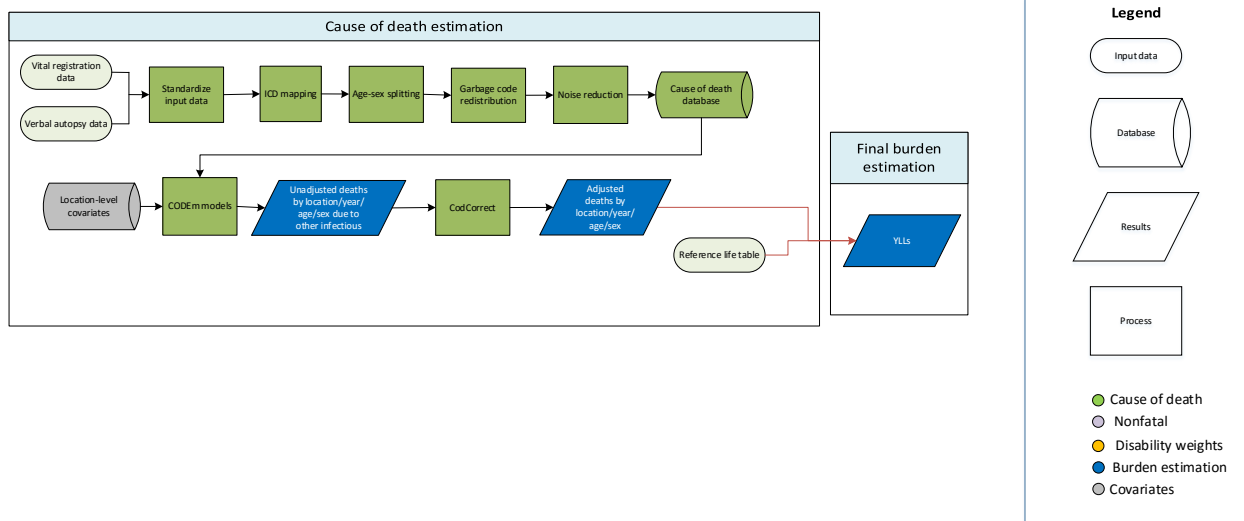 Cause of death estimation
Vital registration
data
Verbal autopsy data
Standardize
input data
ICD mapping
Age-sex splitting
Garbage code
redistribution
Noise reduction
Cause of death
database
Location-level
covariates
CODEm models
Unadjusted deaths
by location/year/
age/sex due to
other infectious
CodCorrect
Adjusted
deaths by
location/year/
age/sex
Reference life table
Final burden
estimation
YLLs
Legend
Input data
Database
Results
Process
Cause of death
Nonfatal
Disability weights
Burden estimation
Covariates